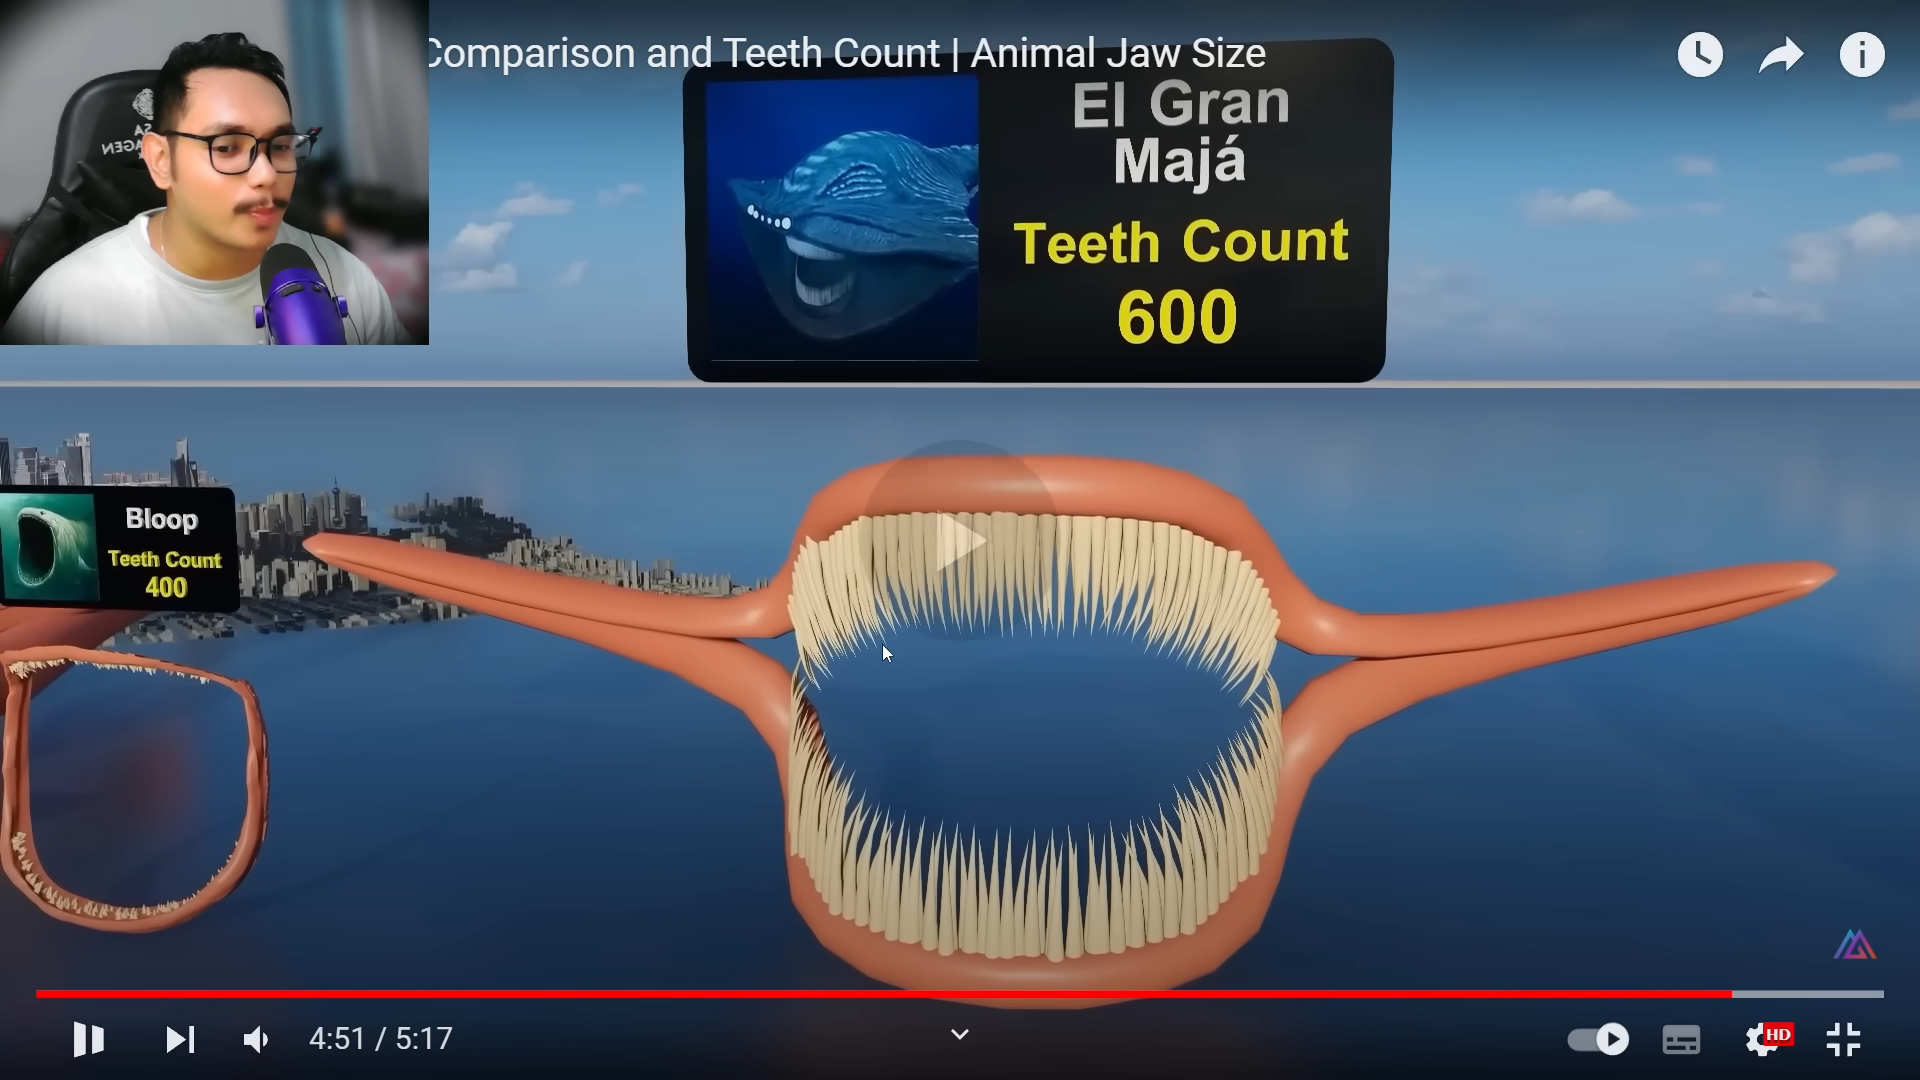 Comparison and Teeth Count | Animal Jaw Size
El Gran
Majá
Teeth Count
600
Bloop
Teeth Count
400
4:51 / 5:17
HD